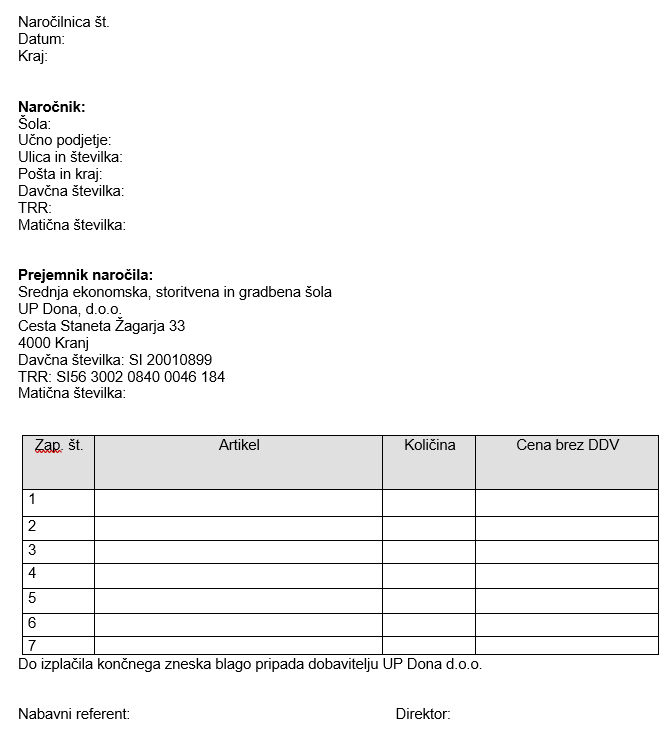 Naročilnica št.
Datum:
Kraj:
Naročnik:
Šola:
Učno podjetje:
Ulica in številka:
Pošta in kraj:
Davčna številka:
TRR:
Matična številka:
Prejemnik naročila:
Srednja ekonomska, storitvena in gradbena šola
UP Dona, d.o.o.
Cesta Staneta Žagarja 33
4000 Kranj
Davčna številka: SI 20010899
TRR: SI56 3002 0840 0046 184
Matična številka:
Zap. št. Artikel Količina Cena brez DDV
1
2
3
4
5
6
7
Do izplačila končnega zneska blago pripada dobavitelju UP Dona d.o.o.
Nabavni referent: Direktor: